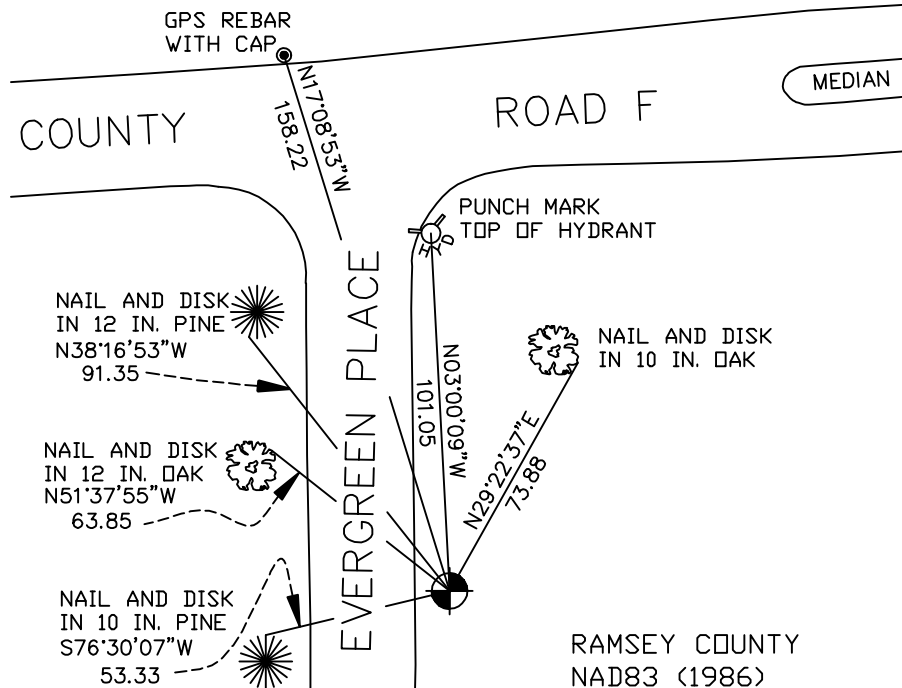 GPS REBAR
WITH CAP
N17°08'53"W
158.22
COUNTY
ROAD F
MEDIAN
PUNCH MARK
TOP OF HYDRANT
HYD
NAIL AND DISK
IN 12 IN. PINE
N38°16'53"W
91.35
EVERGREEN PLACE
N03°00'09"W
101.05
NAIL AND DISK
IN 10 IN. OAK
N29°22'37"E
73.88
NAIL AND DISK
IN 12 IN. OAK
N51°37'55"W
63.85
NAIL AND DISK
IN 10 IN. PINE
S76°30'07"W
53.33
RAMSEY COUNTY
NAD83 (1986)